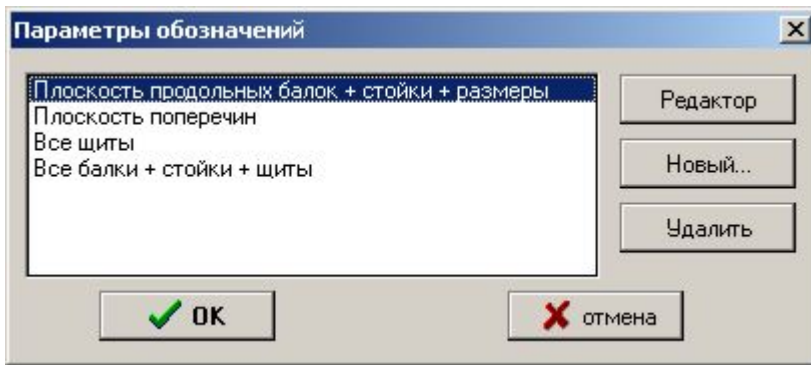 Параметры обозначений
Плоскость продольных балок + стойки + размеры
Плоскость поперечин
Все щиты
Все балки + стойки + щиты
Редактор
Новый...
Удалить
OK
отмена